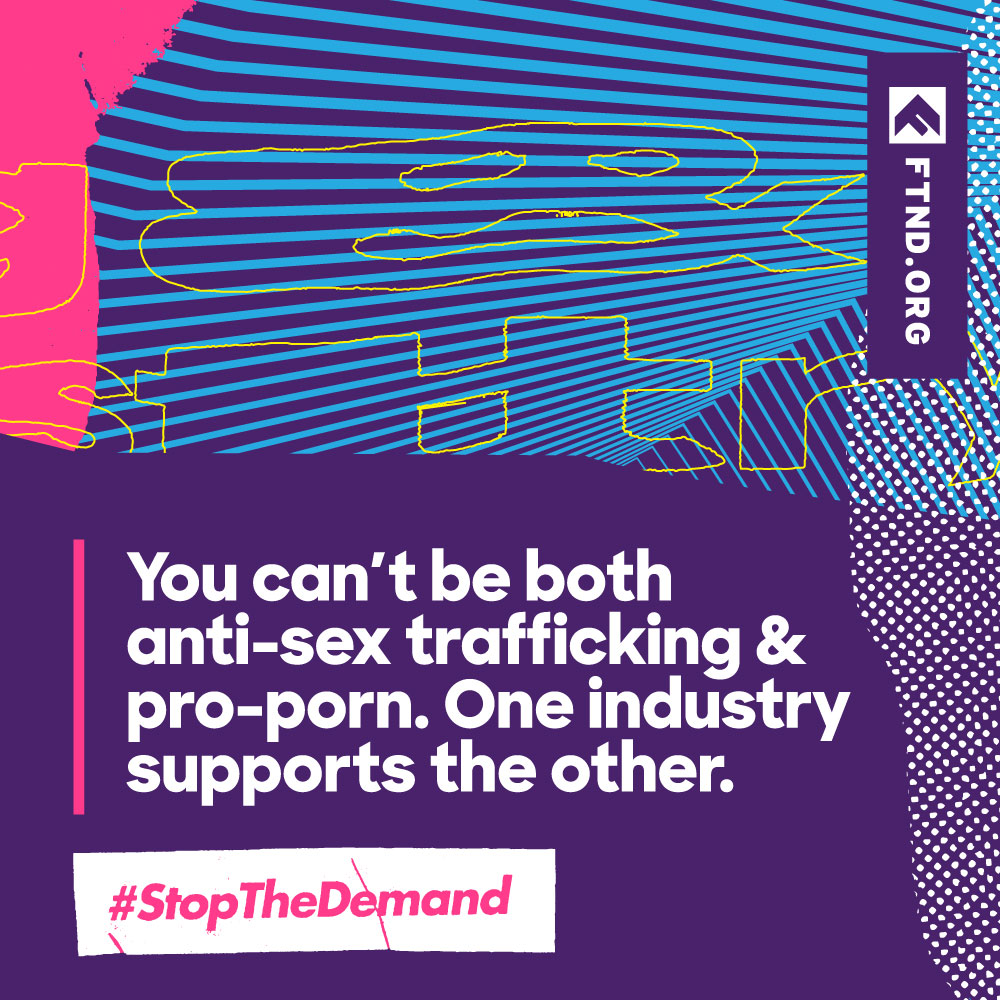 FTND.ORG
You can’t be both
anti-sex trafficking &
pro-porn. One industry
supports the other.
#StopTheDemand